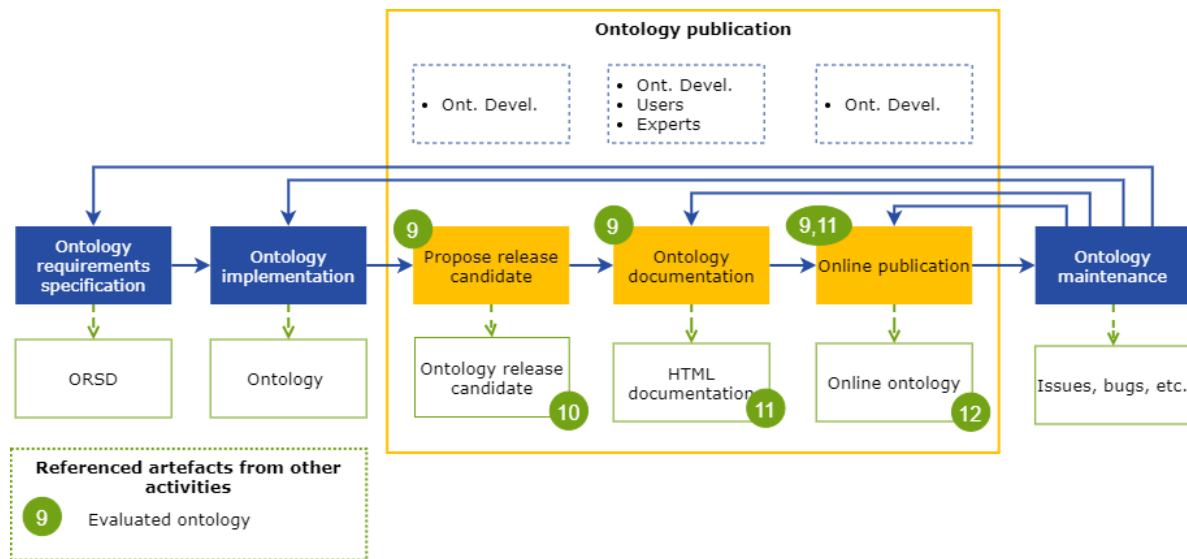 Ontology publication
• Ont. Devel.
• Ont. Devel.
• Users
• Experts
• Ont. Devel.
9
9
9,11
Ontology
requirements
specification
Ontology
implementation
Propose release
candidate
Ontology
documentation
Online publication
Ontology
maintenance
ORSD
Ontology
Ontology release
candidate
10
HTML
documentation
11
Online ontology
12
Issues, bugs, etc.
Referenced artefacts from other
activities
9
Evaluated ontology